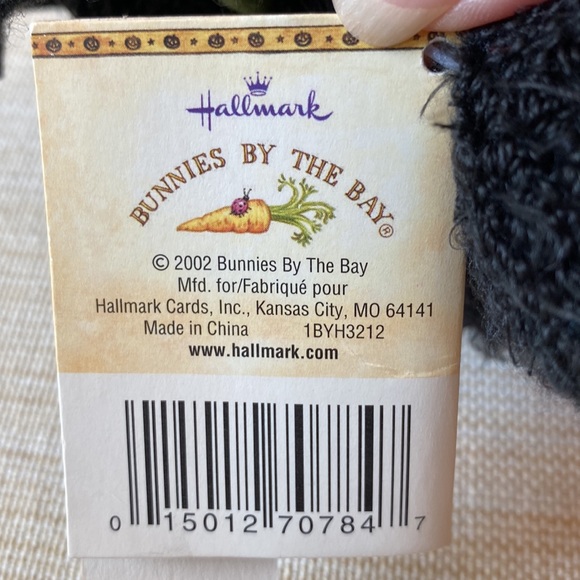 Hallmark
BUNNIES BY THE BAY®
© 2002 Bunnies By The Bay
Mfd. for/Fabriqué pour
Hallmark Cards, Inc., Kansas City, MO 64141
Made in China 1BYH3212
www.hallmark.com
0 15012 70784 7